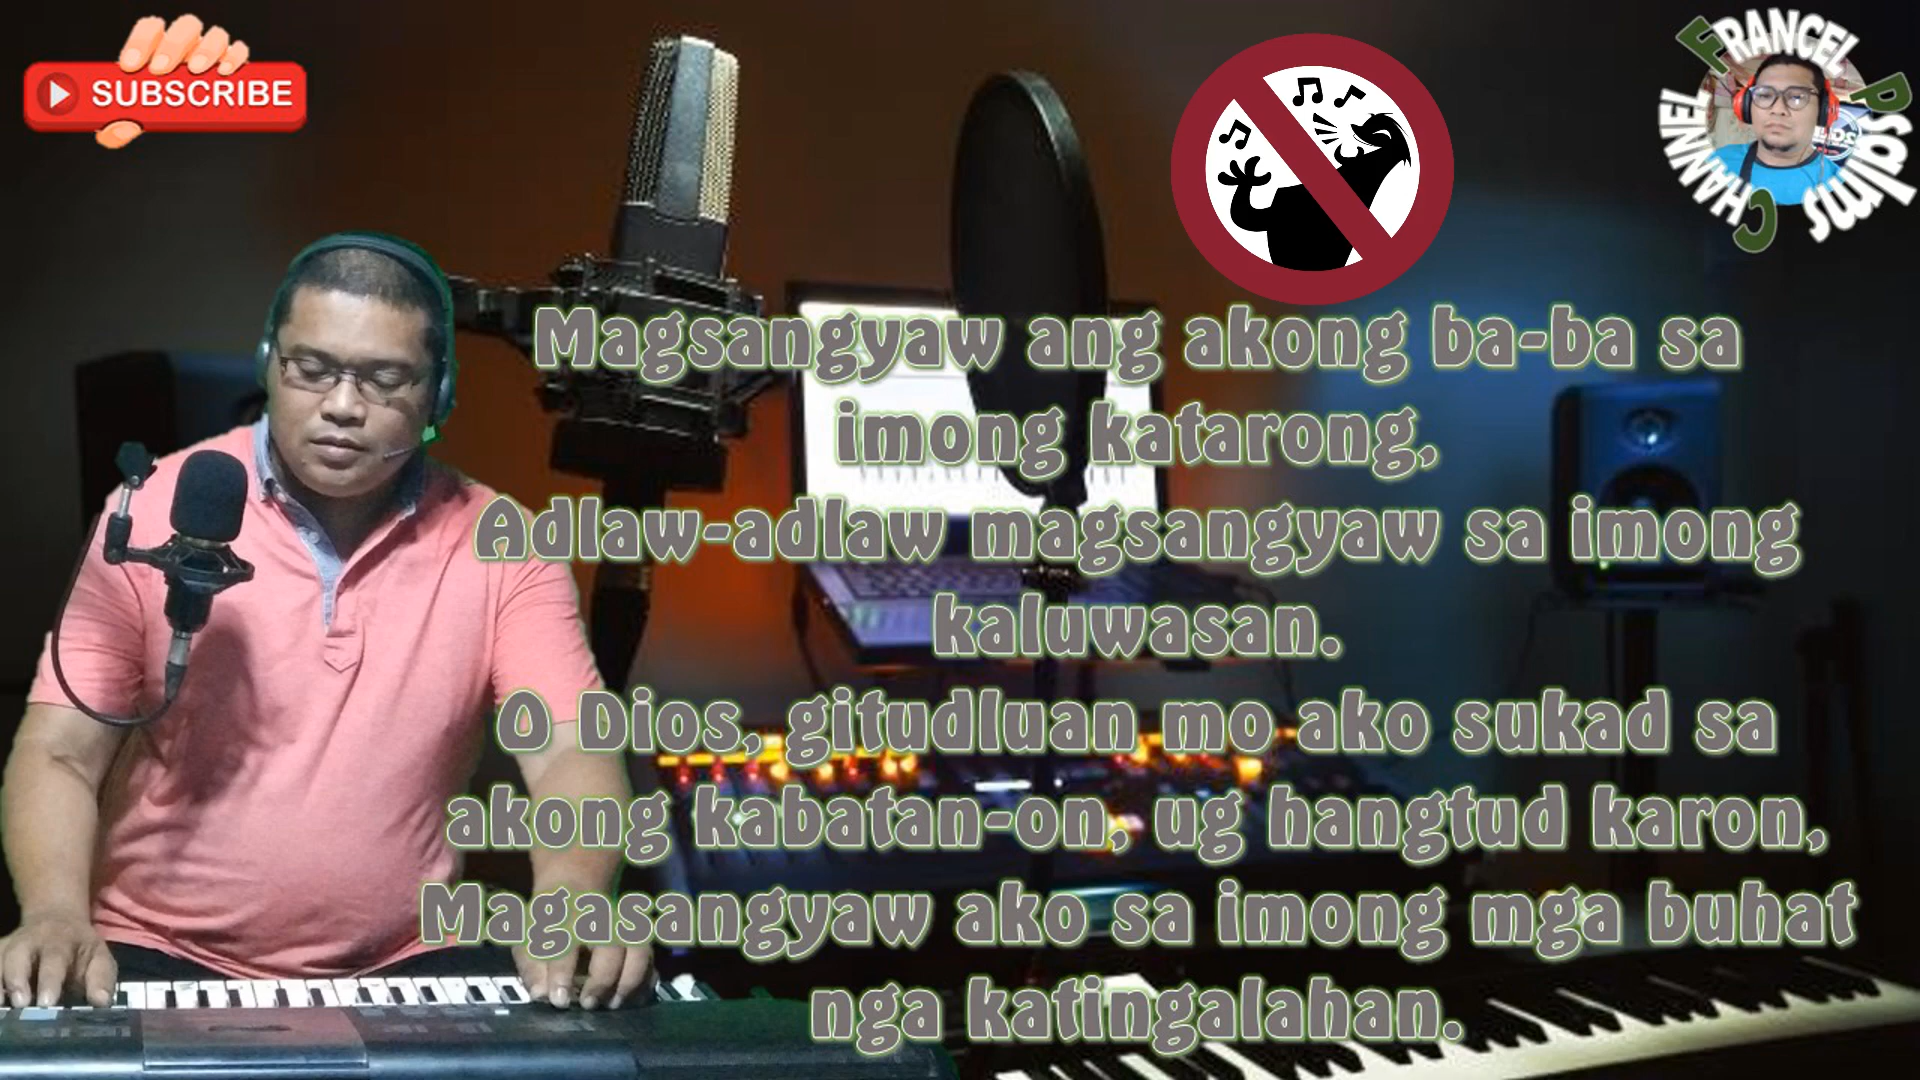 SUBSCRIBE
FRANCEL Psalms CHANNEL
Magsangyaw ang akong ba-ba sa
imong katarong,
Adlaw-adlaw magsangyaw sa imong
kaluwasan.
O Dios, gitudluan mo ako sukad sa
akong kabatan-on, ug hangtud karon,
Magasangyaw ako sa imong mga buhat
nga katingalahan.